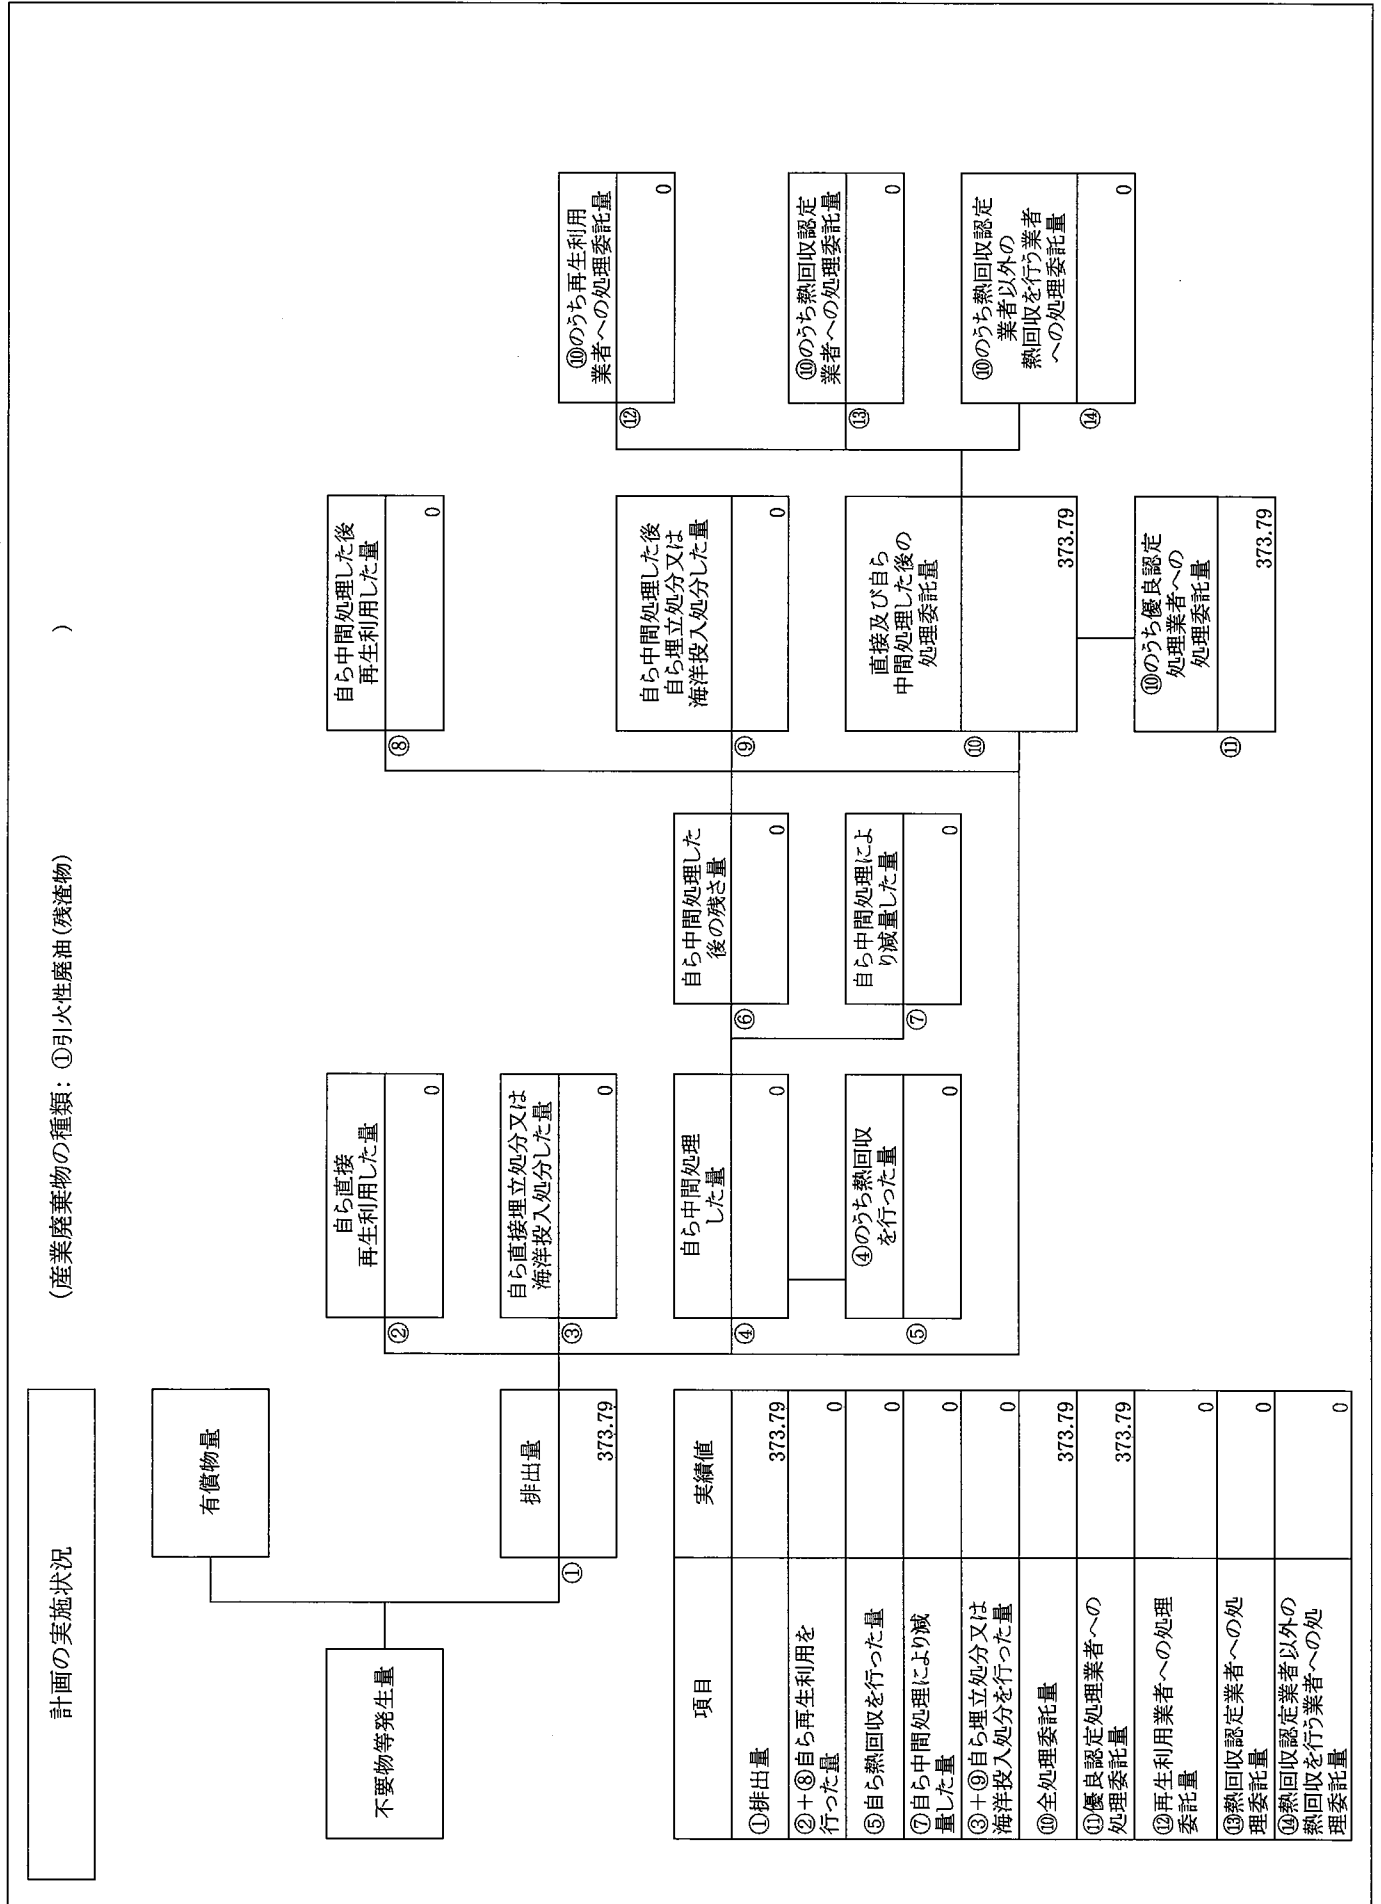 計画の実施状況
(産業廃棄物の種類：①引火性廃油(残渣物)　)
有償物量
不要物等発生量
①
排出量
373.79
②
自ら直接
再生利用した量
0
③
自ら直接埋立処分又は
海洋投入処分した量
0
④
自ら中間処理
した量
0
⑤
④のうち熱回収
を行った量
0
⑥
自ら中間処理した
後の残さ量
0
⑦
自ら中間処理によ
り減量した量
0
⑧
自ら中間処理した後
再生利用した量
0
⑨
自ら中間処理した後
自ら埋立処分又は
海洋投入処分した量
0
⑩
直接及び自ら
中間処理した後の
処理委託量
373.79
⑪
⑩のうち優良認定
処理業者への
処理委託量
373.79
⑫
⑩のうち再生利用
業者への処理委託量
0
⑬
⑩のうち熱回収認定
業者への処理委託量
0
⑭
⑩のうち熱回収認定
業者以外の
熱回収を行う業者
への処理委託量
0
項目 実績値
①排出量 373.79
②＋⑧自ら再生利用を
行った量 0
⑤自ら熱回収を行った量 0
⑦自ら中間処理により減
量した量 0
③＋⑨自ら埋立処分又は
海洋投入処分を行った量 0
⑩全処理委託量 373.79
⑪優良認定処理業者への
処理委託量 373.79
⑫再生利用業者への処理
委託量 0
⑬熱回収認定業者への処
理委託量 0
⑭熱回収認定業者以外の
熱回収を行う業者への処
理委託量 0